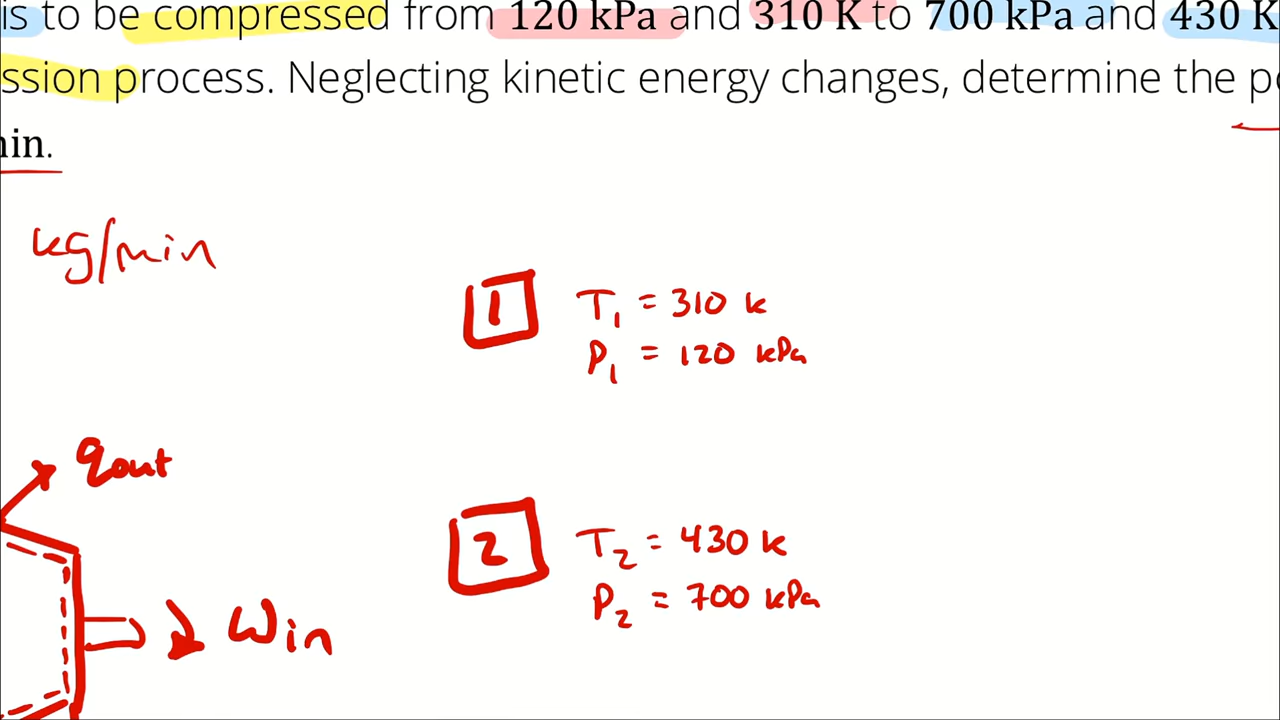 is to be compressed from 120 kPa and 310 K to 700 kPa and 430 K
ssion process. Neglecting kinetic energy changes, determine the p
in.
kg/min
1 T₁ = 310 k
P₁ = 120 kPa
qout
2 T₂ = 430 k
P₂ = 700 kPa
Win